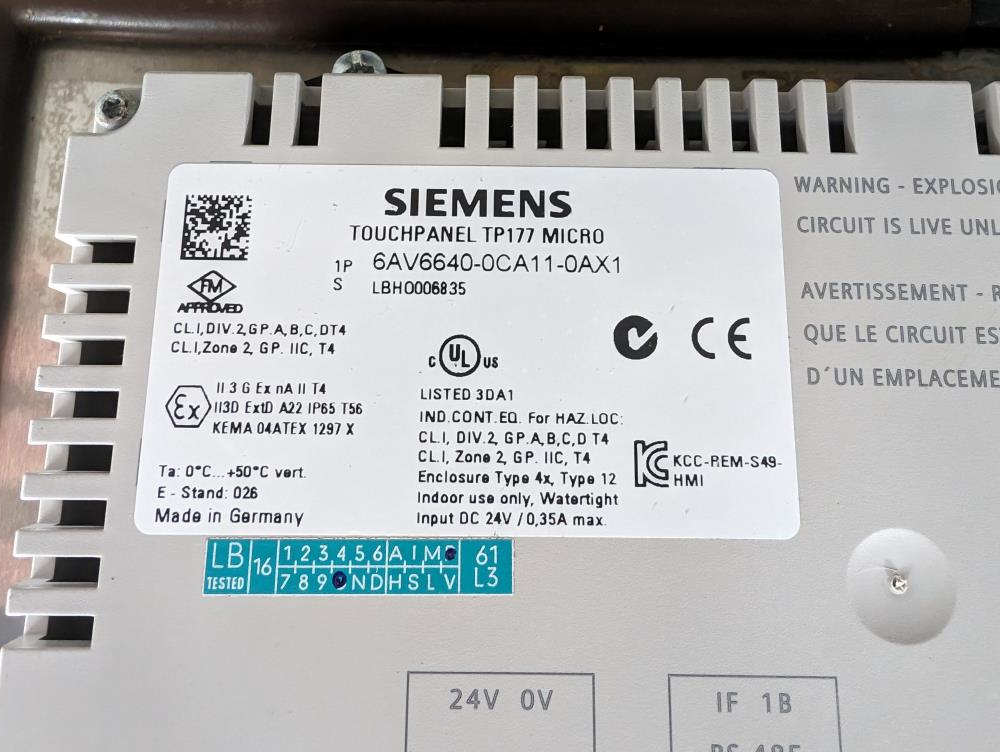 SIEMENS
TOUCHPANEL TP177 MICRO
1P 6AV6640-0CA11-0AX1
S LBH0006835
FM
APPROVED
CL.I,DIV.2,GP.A,B,C,DT4
CL.I,Zone 2, GP. IIC, T4
C UL US
CE
LISTED 3DA1
IND.CONT.EQ. For HAZ.LOC:
CL.I, DIV.2, GP.A,B,C,D T4
CL.I, Zone 2, GP. IIC, T4
Enclosure Type 4x, Type 12
Indoor use only, Watertight
Input DC 24V / 0,35A max.
Ex
II 3 G Ex nA II T4
II3D ExtD A22 IP65 T56
KEMA 04ATEX 1297 X
KCC-REM-S49-
HMI
Ta: 0°C...+50°C vert.
E - Stand: 026
Made in Germany
LB
TESTED
16
1 2 3 4 5 6 A I M
7 8 9 N D H S L V
61
L3
WARNING - EXPLOSI
CIRCUIT IS LIVE UNL
AVERTISSEMENT - R
QUE LE CIRCUIT ES
D´UN EMPLACEME
24V 0V
IF 1B
RS 485